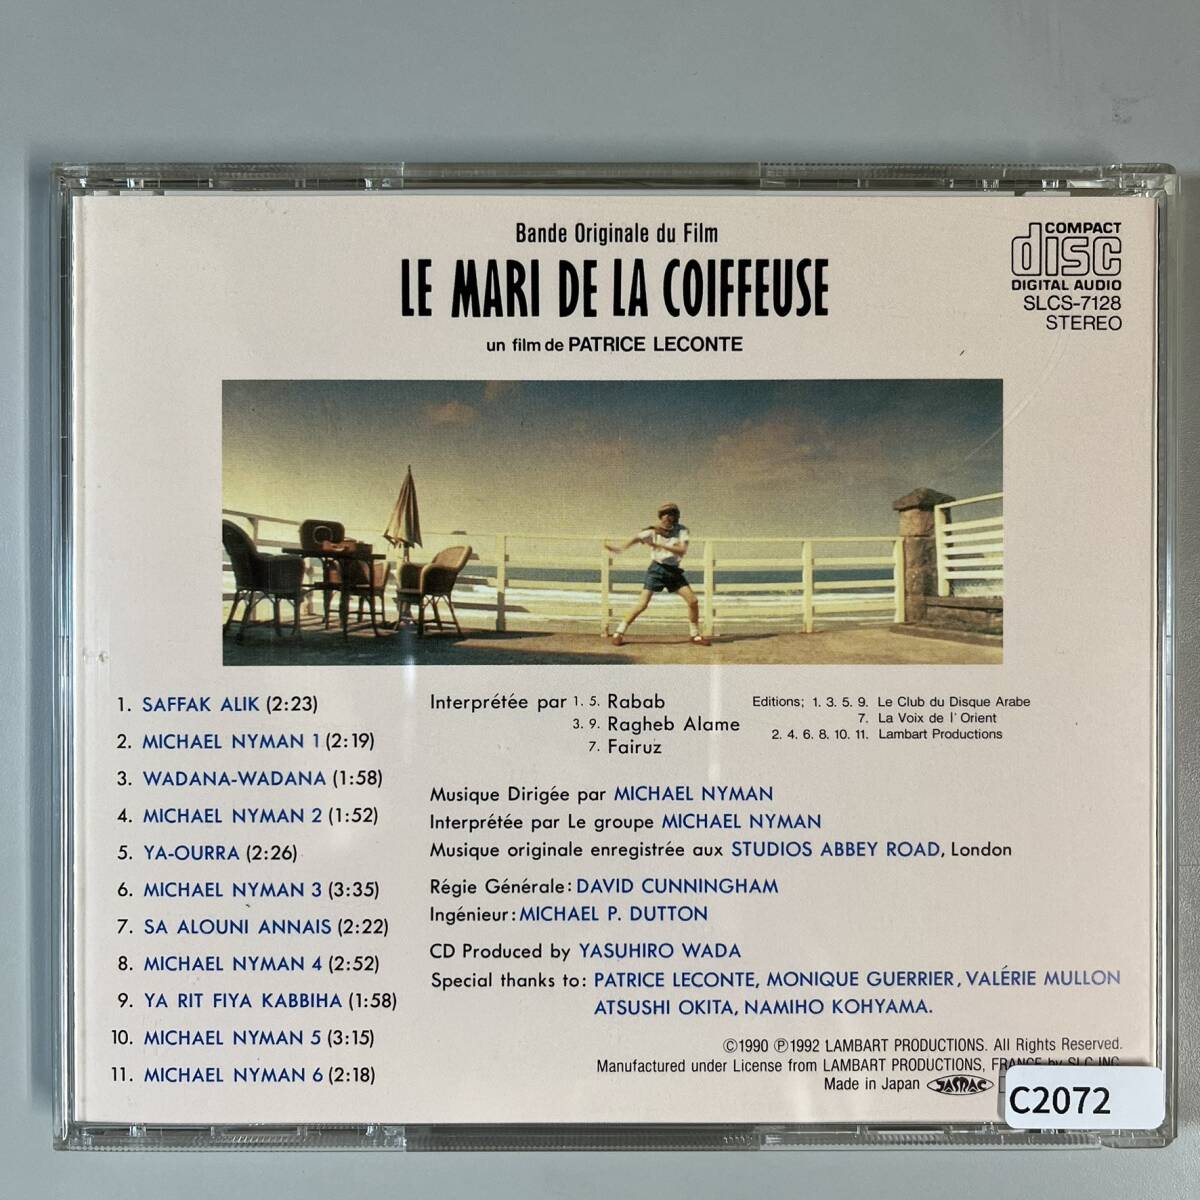 Bande Originale du Film
LE MARI DE LA COIFFEUSE
un film de PATRICE LECONTE
COMPACT
disc
DIGITAL AUDIO
SLCS-7128
STEREO
1. SAFFAK ALIK (2:23)
2. MICHAEL NYMAN 1 (2:19)
3. WADANA-WADANA (1:58)
4. MICHAEL NYMAN 2 (1:52)
5. YA-OURRA (2:26)
6. MICHAEL NYMAN 3 (3:35)
7. SA ALOUNI ANNAIS (2:22)
8. MICHAEL NYMAN 4 (2:52)
9. YA RIT FIYA KABBIHA (1:58)
10. MICHAEL NYMAN 5 (3:15)
11. MICHAEL NYMAN 6 (2:18)
Interprétée par 1. 5. Rabab
3. 9. Ragheb Alame
7. Fairuz
Editions; 1. 3. 5. 9. Le Club du Disque Arabe
7. La Voix de l'Orient
2. 4. 6. 8. 10. 11. Lambart Productions
Musique Dirigée par MICHAEL NYMAN
Interprétée par Le groupe MICHAEL NYMAN
Musique originale enregistrée aux STUDIOS ABBEY ROAD, London
Régie Générale: DAVID CUNNINGHAM
Ingénieur: MICHAEL P. DUTTON
CD Produced by YASUHIRO WADA
Special thanks to: PATRICE LECONTE, MONIQUE GUERRIER, VALÉRIE MULLON
ATSUSHI OKITA, NAMIHO KOHYAMA.
©1990 ℗1992 LAMBART PRODUCTIONS. All Rights Reserved.
Manufactured under License from LAMBART PRODUCTIONS, FRANCE by SLC INC.
Made in Japan JASRAC
C2072